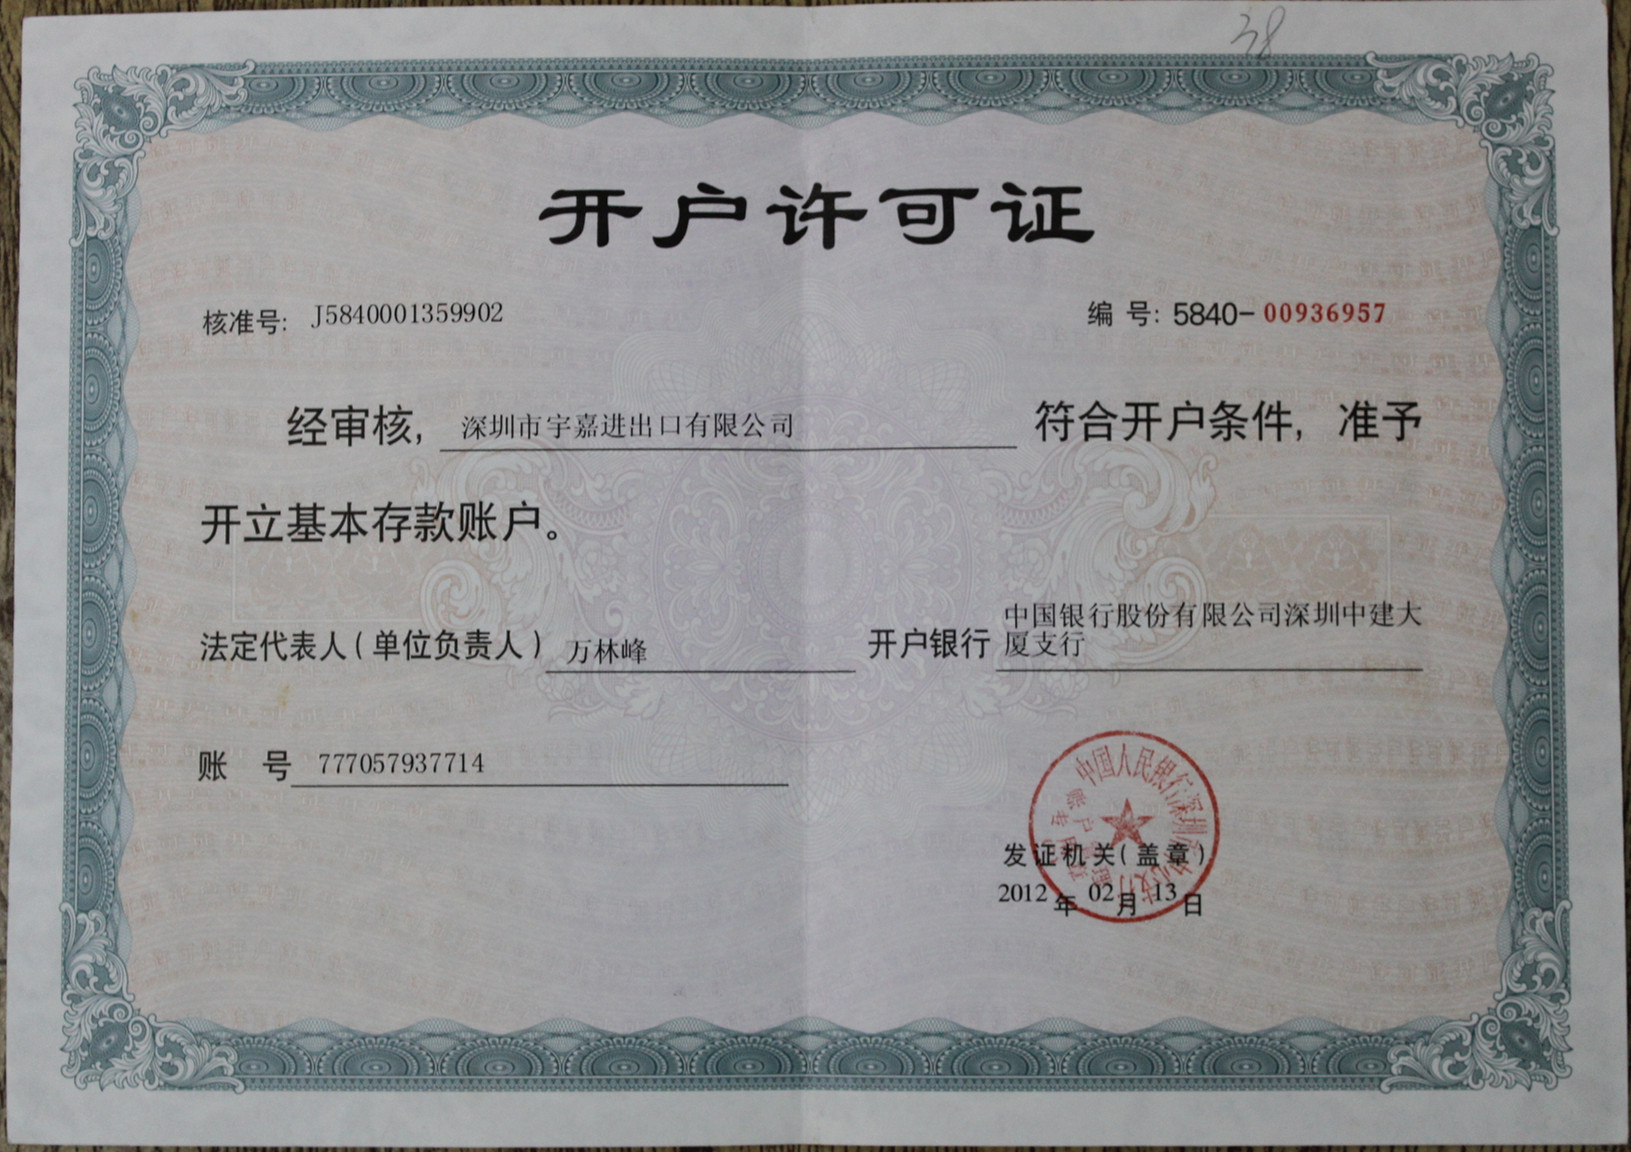 38
开户许可证
核准号: J5840001359902
编 号: 5840-00936957
经审核, 深圳市宇嘉进出口有限公司 符合开户条件, 准予
开立基本存款账户。
法定代表人(单位负责人) 万林峰 开户银行 中国银行股份有限公司深圳中建大
厦支行
账 号 777057937714
中国人民银行深圳市中心支行
发证机关(盖章)
2012 年 02 月 13 日